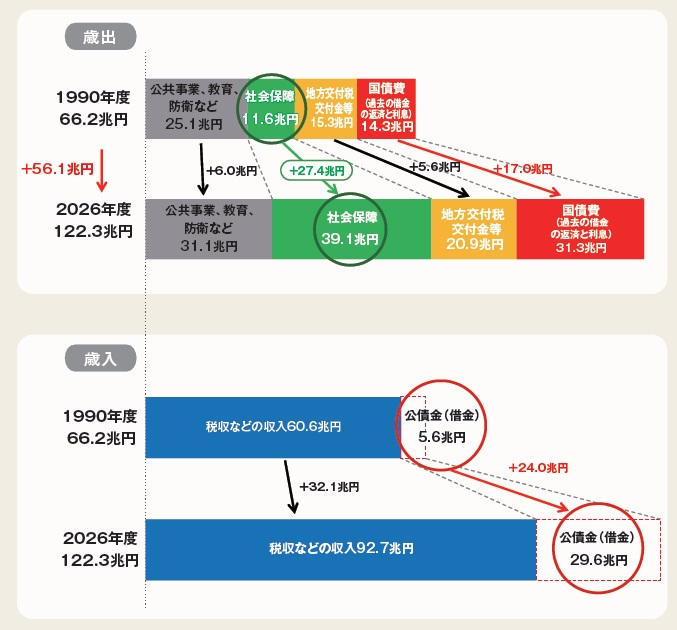 歳出
1990年度
66.2兆円
公共事業、教育、
防衛など
25.1兆円
社会保障
11.6兆円
地方交付税
交付金等
15.3兆円
国債費
(過去の借金
の返済と利息)
14.3兆円
+56.1兆円
+6.0兆円
+27.4兆円
+5.6兆円
+17.0兆円
2026年度
122.3兆円
公共事業、教育、
防衛など
31.1兆円
社会保障
39.1兆円
地方交付税
交付金等
20.9兆円
国債費
(過去の借金
の返済と利息)
31.3兆円
歳入
1990年度
66.2兆円
税収などの収入60.6兆円
公債金(借金)
5.6兆円
+32.1兆円
+24.0兆円
2026年度
122.3兆円
税収などの収入92.7兆円
公債金(借金)
29.6兆円